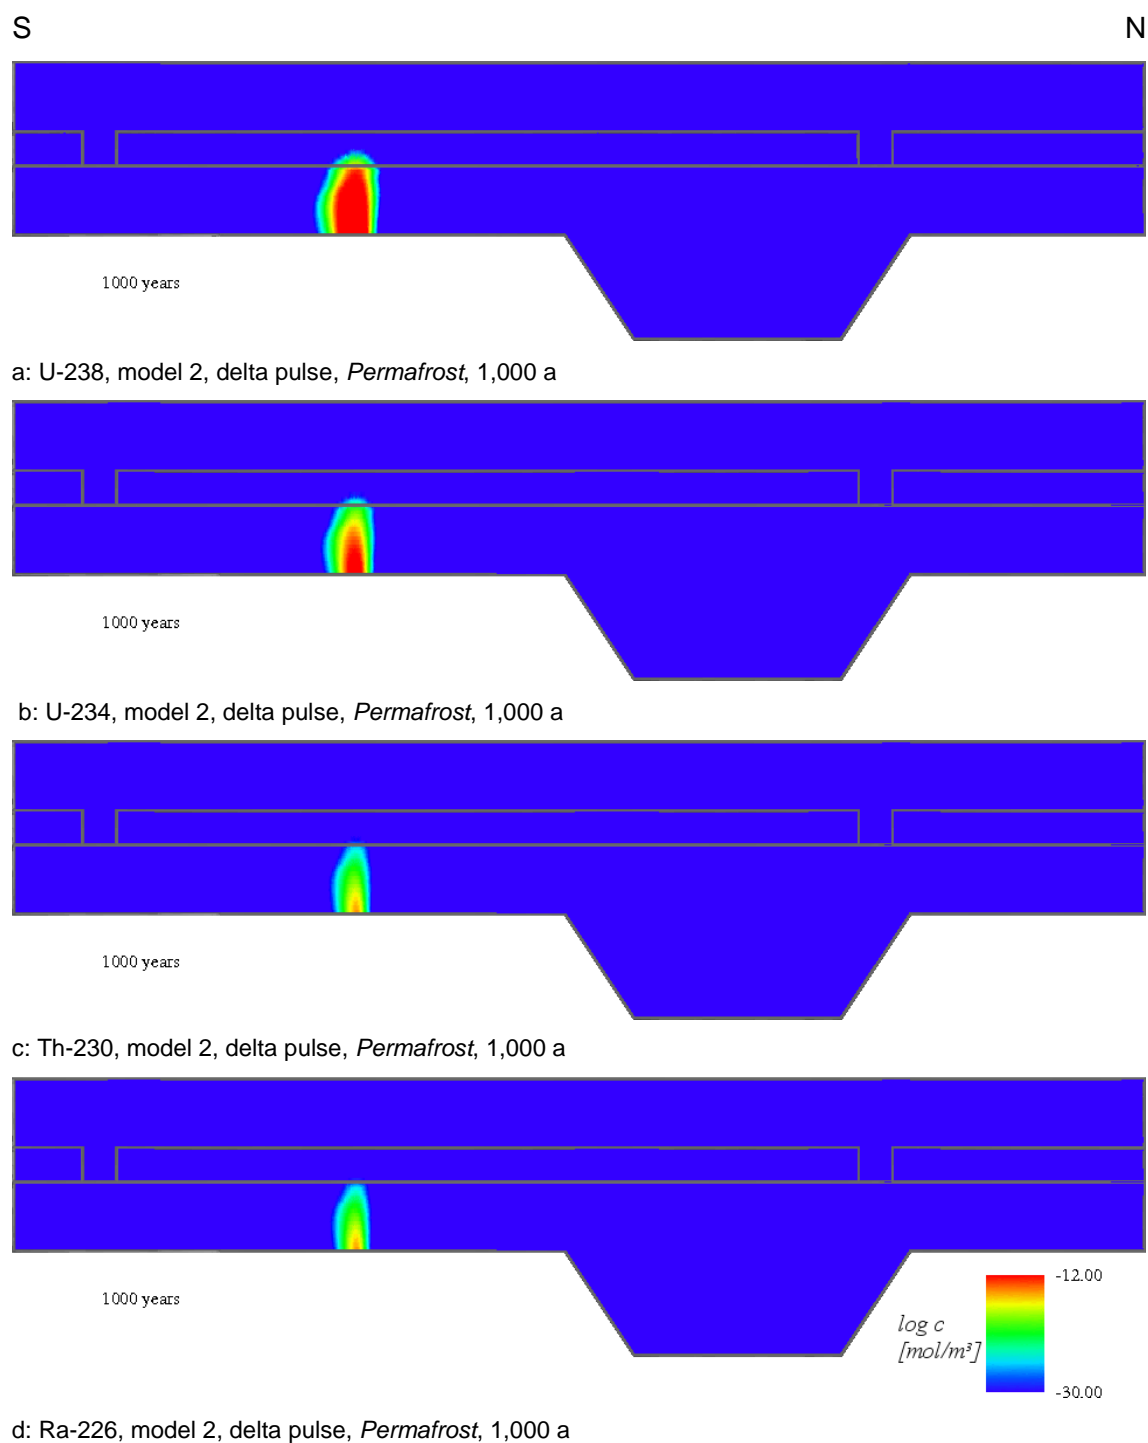 S N
1000 years
a: U-238, model 2, delta pulse, Permafrost, 1,000 a
1000 years
b: U-234, model 2, delta pulse, Permafrost, 1,000 a
1000 years
c: Th-230, model 2, delta pulse, Permafrost, 1,000 a
1000 years
-12.00
log c
[mol/m³]
-30.00
d: Ra-226, model 2, delta pulse, Permafrost, 1,000 a